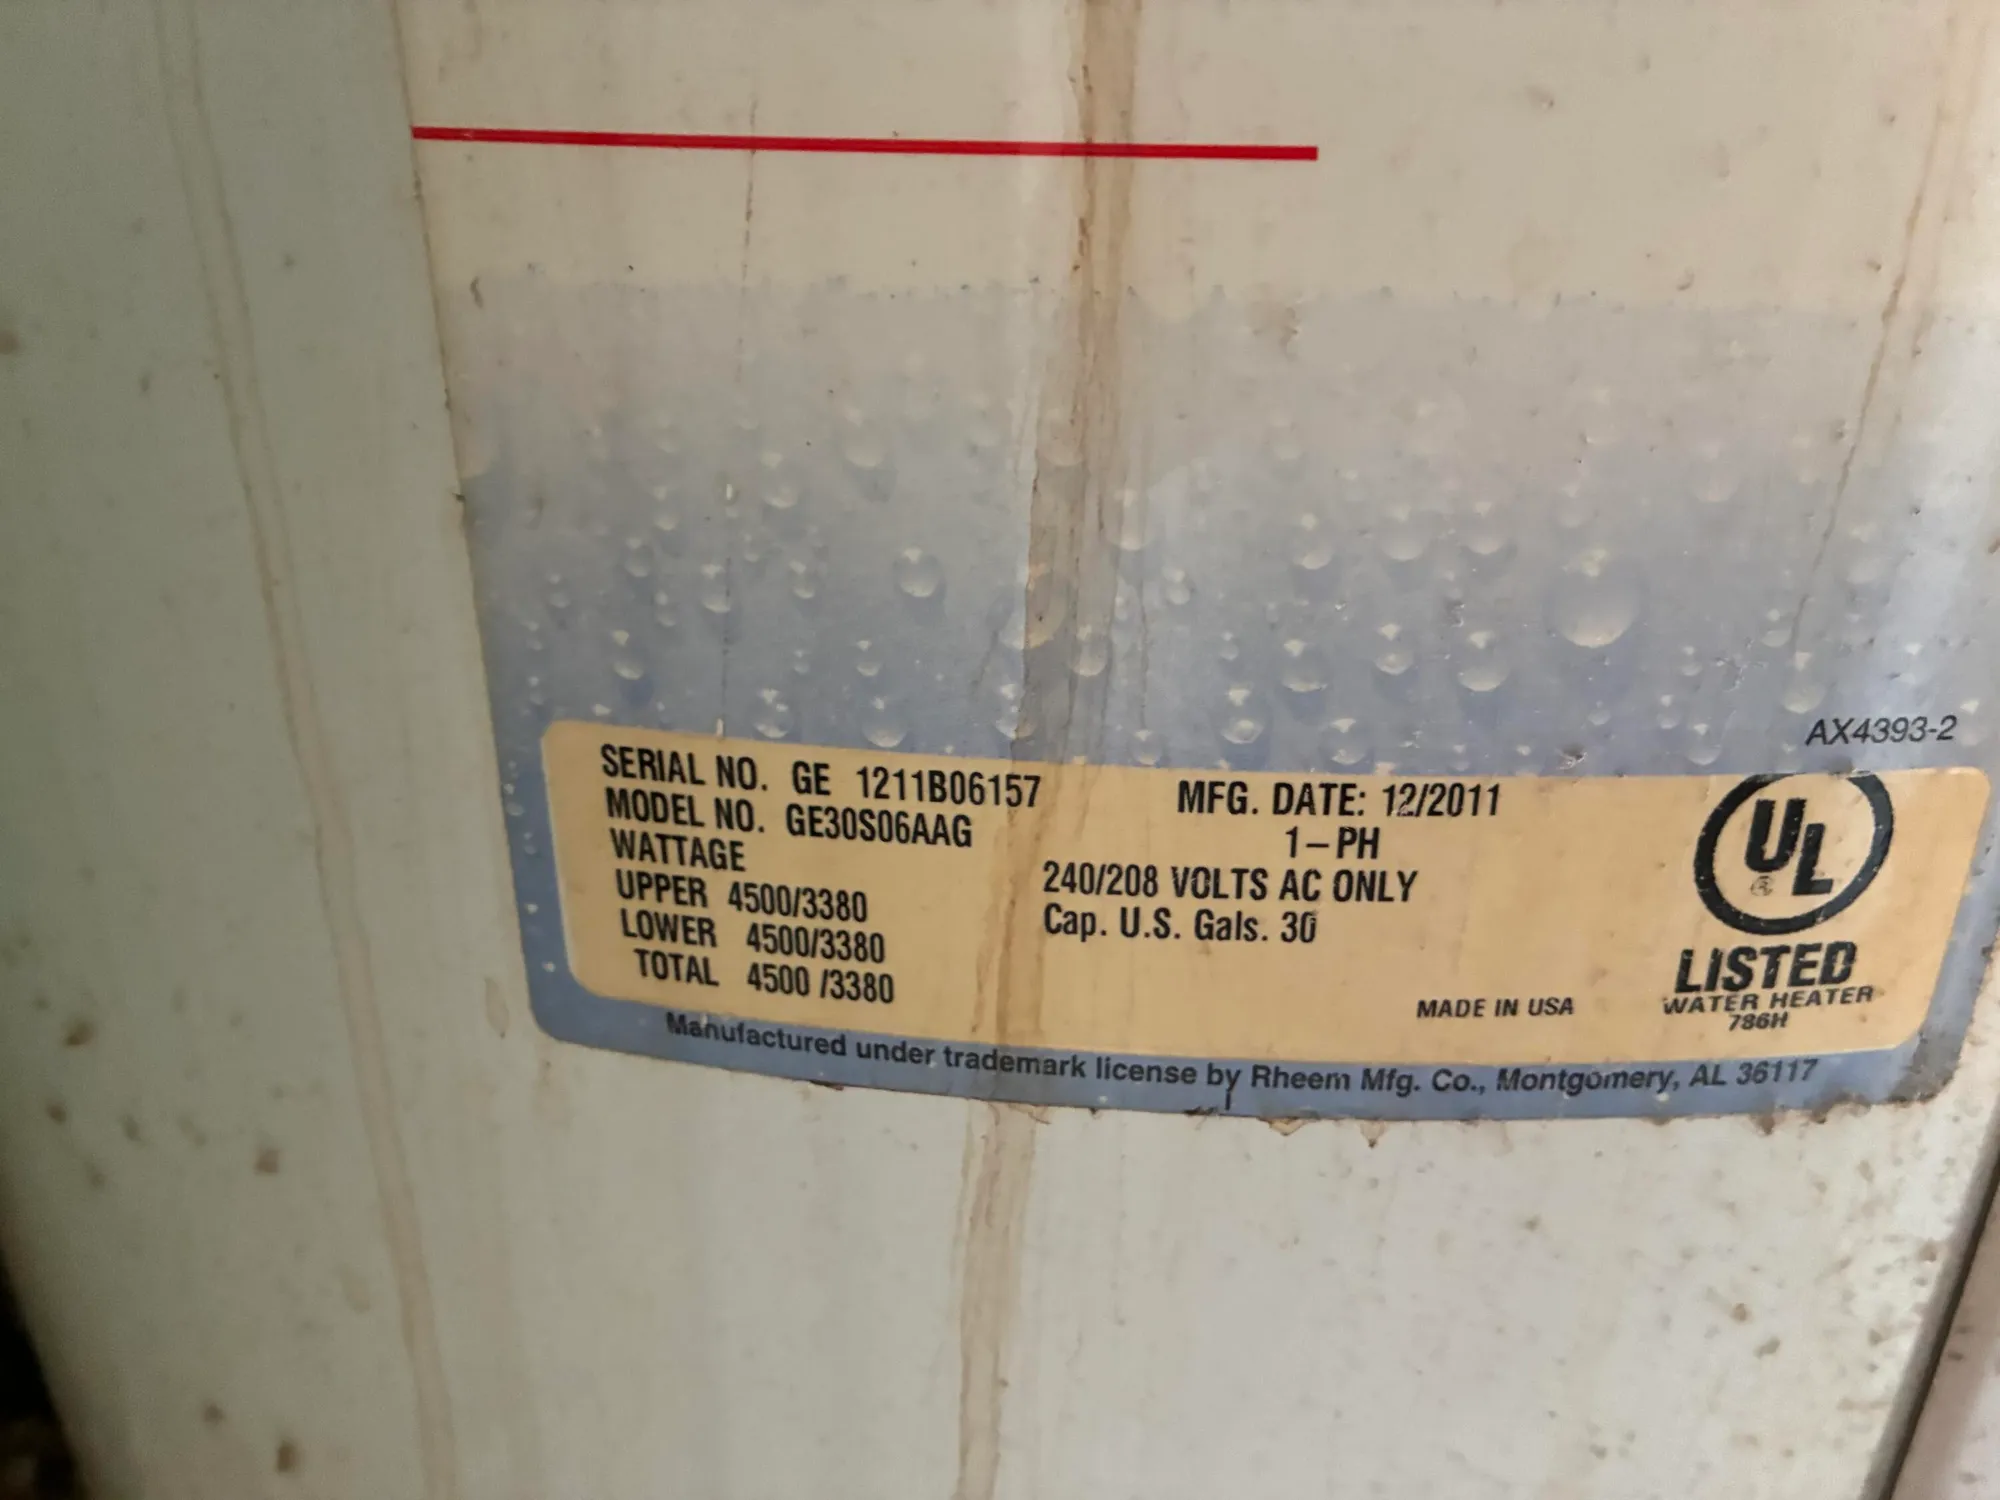 AX4393-2
SERIAL NO. GE 1211B06157
MODEL NO. GE30S06AAG
WATTAGE
UPPER 4500/3380
LOWER 4500/3380
TOTAL 4500 /3380
MFG. DATE: 12/2011
1-PH
240/208 VOLTS AC ONLY
Cap. U.S. Gals. 30
MADE IN USA
UL ®
LISTED
WATER HEATER
786H
Manufactured under trademark license by Rheem Mfg. Co., Montgomery, AL 36117